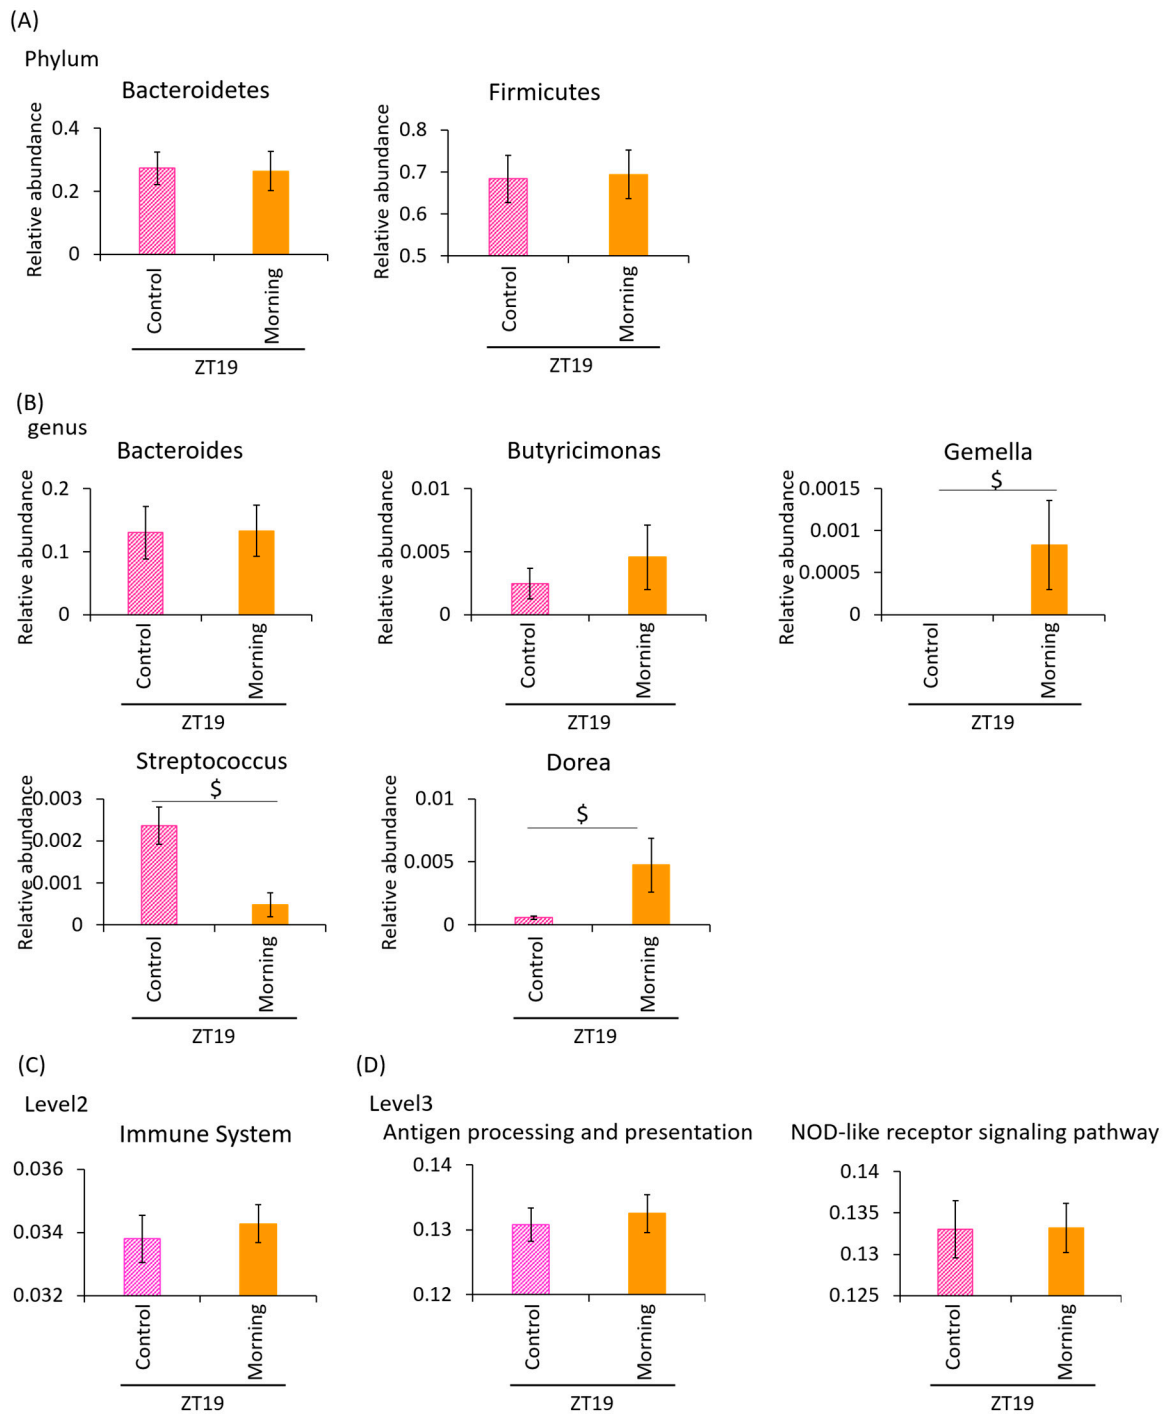 (A)
Phylum
Bacteroidetes
Relative abundance
0.4
0.2
0
Control
Morning
ZT19
Firmicutes
Relative abundance
0.8
0.7
0.6
0.5
Control
Morning
ZT19
(B)
genus
Bacteroides
Relative abundance
0.2
0.1
0
Control
Morning
ZT19
Butyricimonas
Relative abundance
0.01
0.005
0
Control
Morning
ZT19
Gemella
$
Relative abundance
0.0015
0.001
0.0005
0
Control
Morning
ZT19
Streptococcus
$
Relative abundance
0.003
0.002
0.001
0
Control
Morning
ZT19
Dorea
$
Relative abundance
0.01
0.005
0
Control
Morning
ZT19
(C)
Level2
Immune System
0.036
0.034
0.032
Control
Morning
ZT19
(D)
Level3
Antigen processing and presentation
0.14
0.13
0.12
Control
Morning
ZT19
NOD-like receptor signaling pathway
0.14
0.135
0.13
0.125
Control
Morning
ZT19